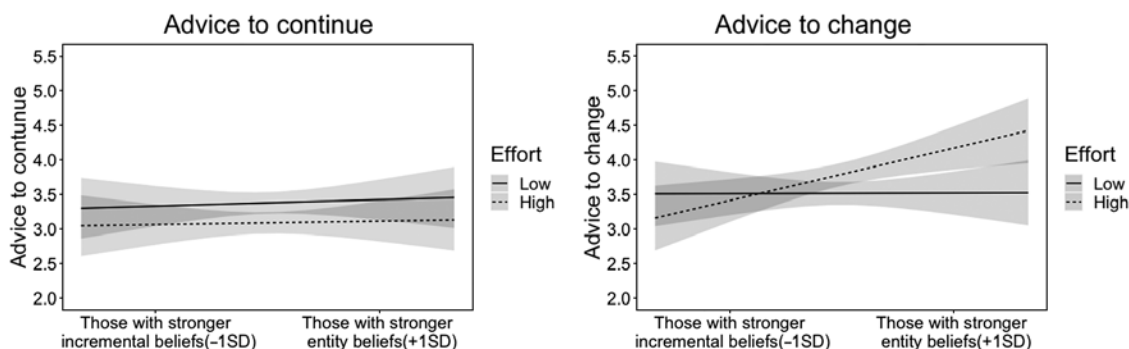 Advice to continue
Advice to contunue
5.5
5.0
4.5
4.0
3.5
3.0
2.5
2.0
Those with stronger
incremental beliefs(−1SD)
Those with stronger
entity beliefs(+1SD)
Effort
Low
High
Advice to change
Advice to change
5.5
5.0
4.5
4.0
3.5
3.0
2.5
2.0
Those with stronger
incremental beliefs(−1SD)
Those with stronger
entity beliefs(+1SD)
Effort
Low
High